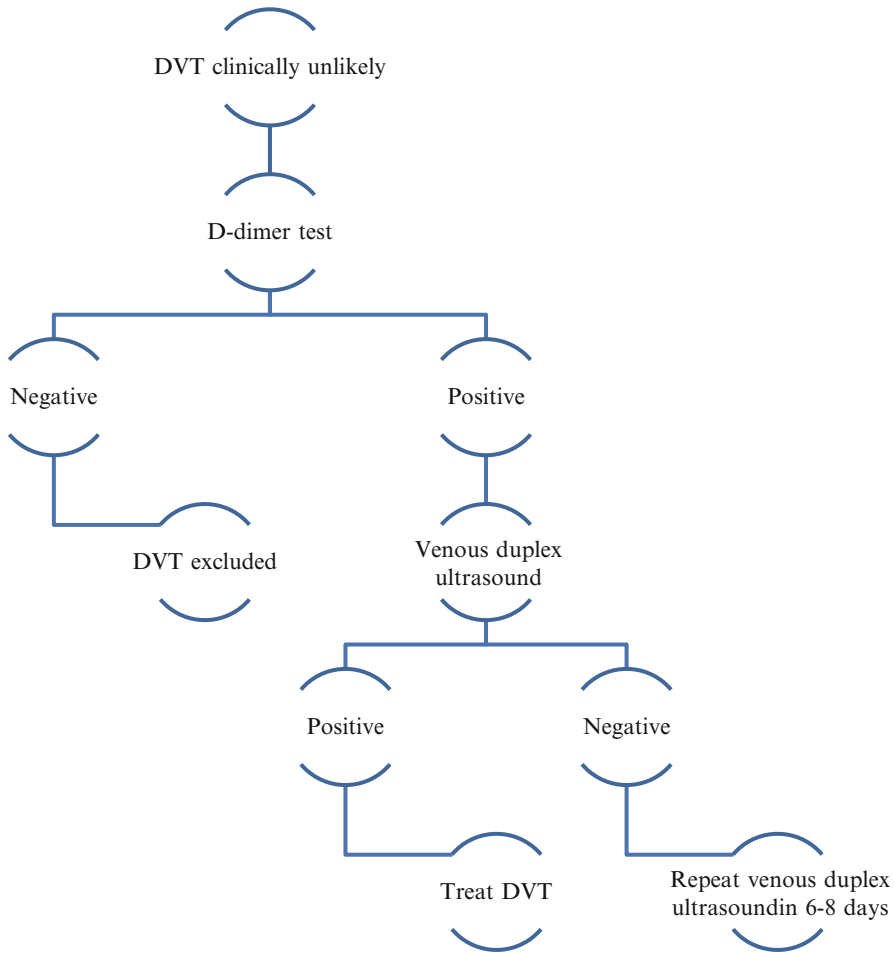 DVT clinically unlikely
D-dimer test
Negative
Positive
DVT excluded
Venous duplex
ultrasound
Positive
Negative
Treat DVT
Repeat venous duplex
ultrasoundin 6-8 days